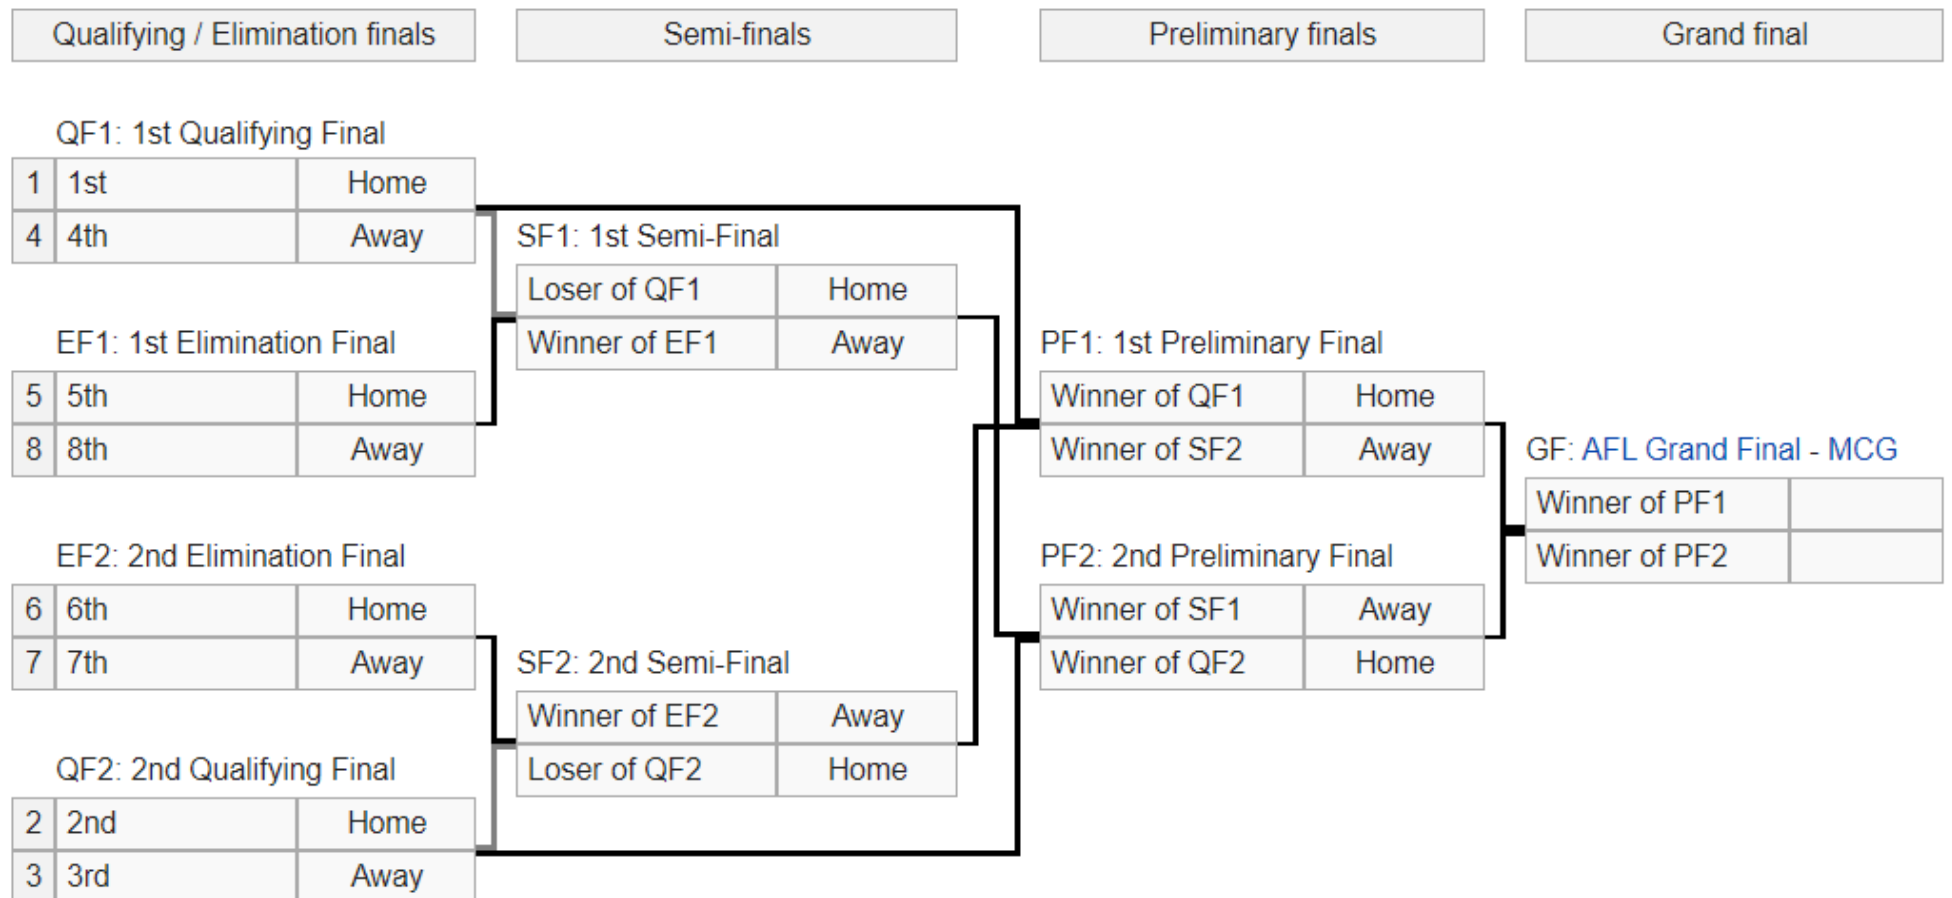 Qualifying / Elimination finals
Semi-finals
Preliminary finals
Grand final
QF1: 1st Qualifying Final
1 1st Home
4 4th Away
EF1: 1st Elimination Final
5 5th Home
8 8th Away
EF2: 2nd Elimination Final
6 6th Home
7 7th Away
QF2: 2nd Qualifying Final
2 2nd Home
3 3rd Away
SF1: 1st Semi-Final
Loser of QF1 Home
Winner of EF1 Away
SF2: 2nd Semi-Final
Winner of EF2 Away
Loser of QF2 Home
PF1: 1st Preliminary Final
Winner of QF1 Home
Winner of SF2 Away
PF2: 2nd Preliminary Final
Winner of SF1 Away
Winner of QF2 Home
GF: AFL Grand Final - MCG
Winner of PF1
Winner of PF2